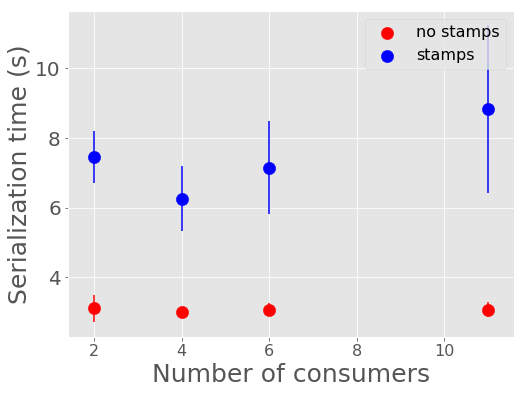 no stamps
stamps
10
8
6
4
Serialization time (s)
2 4 6 8 10
Number of consumers